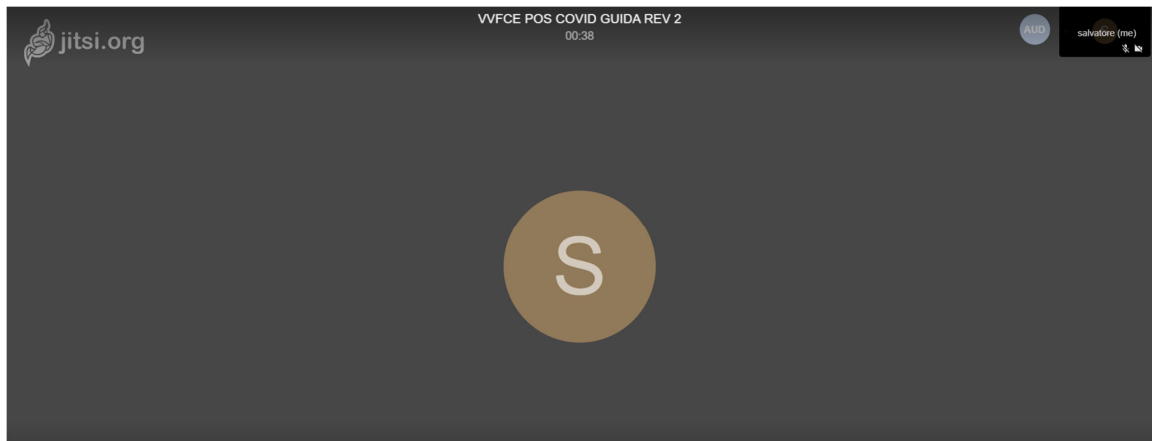 jitsi.org
VVFCE POS COVID GUIDA REV 2
00:38
AUD
salvatore (me)
S